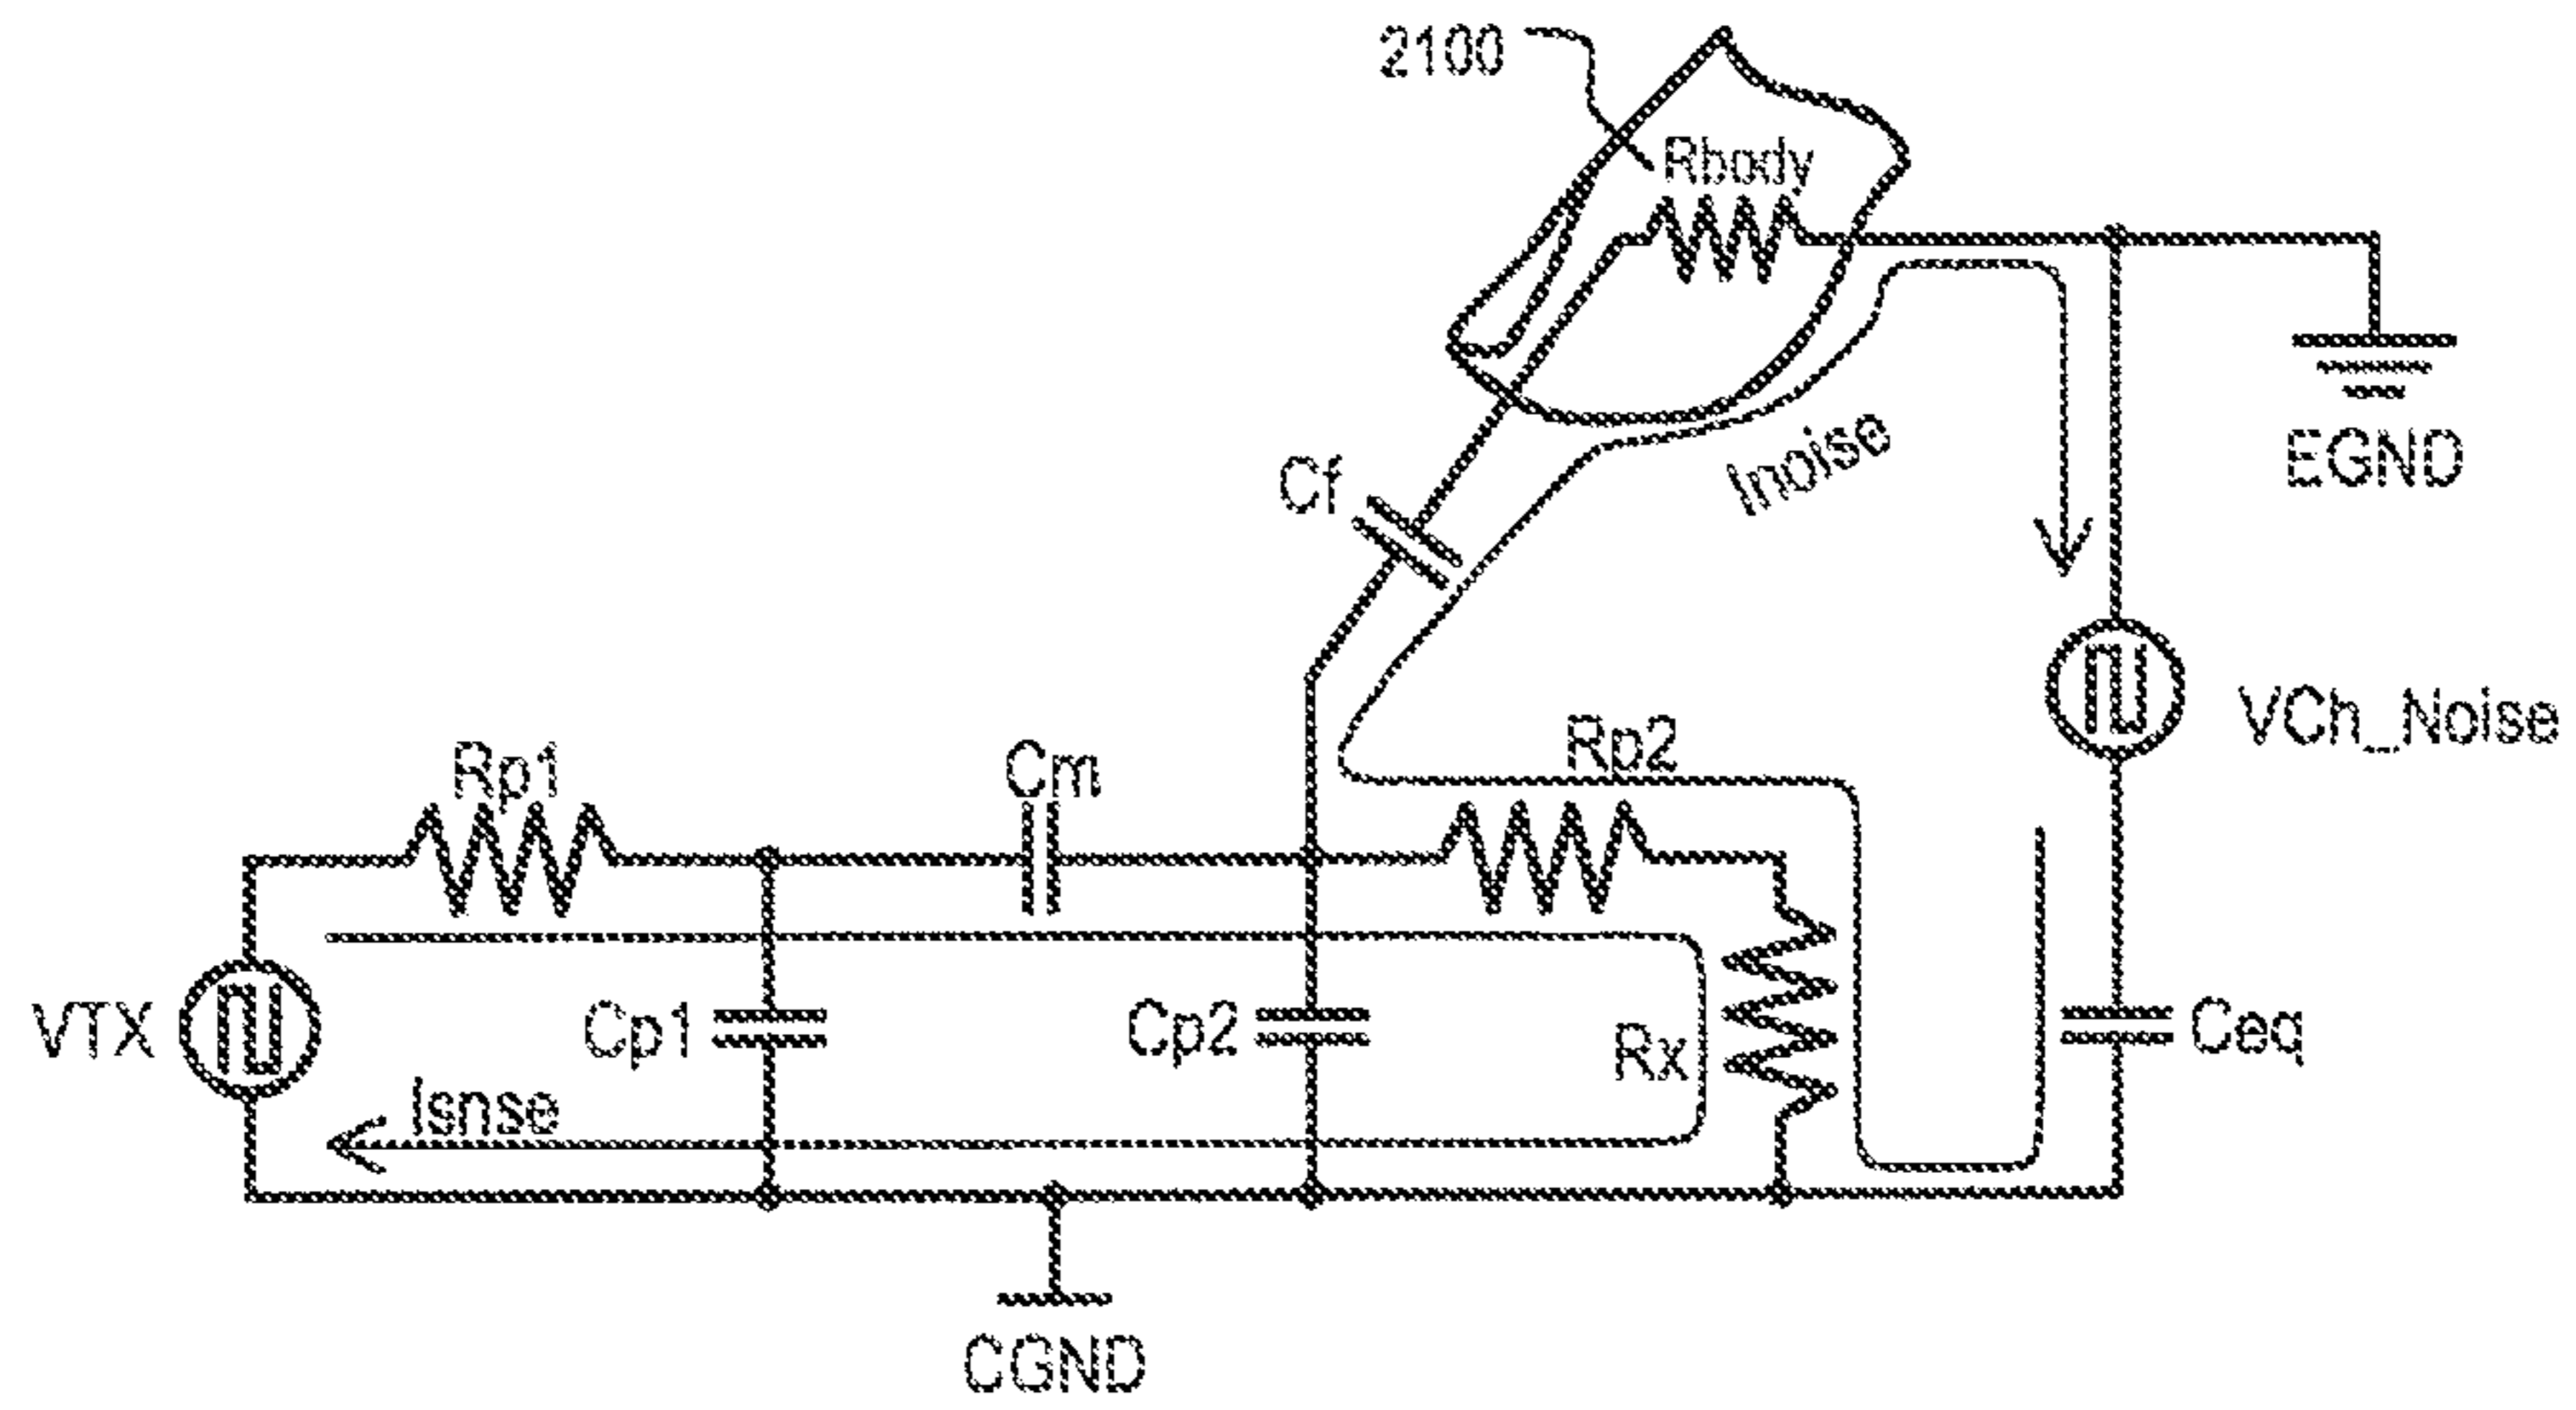 2100
Rbody
Cf
Inoise
EGND
Rp1
Cm
Rp2
VCh_Noise
VTX
Cp1
Cp2
Rx
Ceq
Isnse
CGND